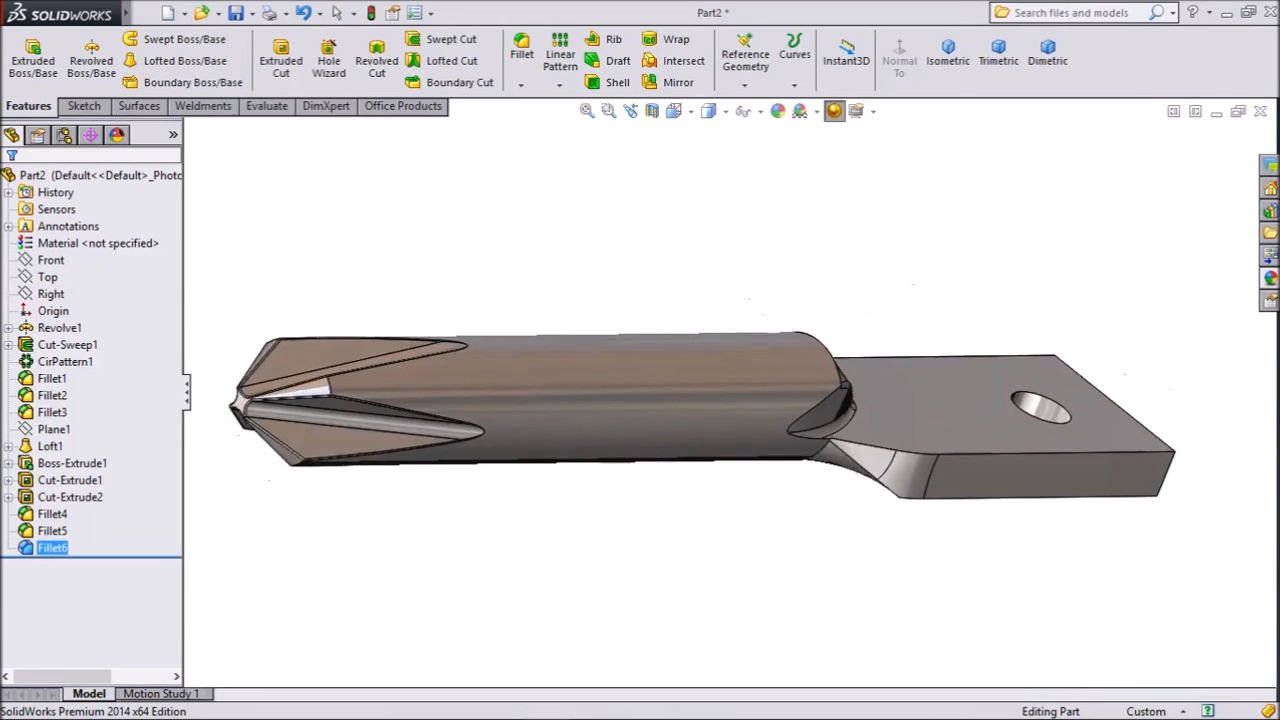 SOLIDWORKS
Part2 *
Search files and models
Extruded Boss/Base
Revolved Boss/Base
Swept Boss/Base
Lofted Boss/Base
Boundary Boss/Base
Extruded Cut
Hole Wizard
Revolved Cut
Swept Cut
Lofted Cut
Boundary Cut
Fillet
Linear Pattern
Rib
Draft
Shell
Wrap
Intersect
Mirror
Reference Geometry
Curves
Instant3D
Normal To
Isometric
Trimetric
Dimetric
Features
Sketch
Surfaces
Weldments
Evaluate
DimXpert
Office Products
Part2 (Default<<Default>_Photo
History
Sensors
Annotations
Material <not specified>
Front
Top
Right
Origin
Revolve1
Cut-Sweep1
CirPattern1
Fillet1
Fillet2
Fillet3
Plane1
Loft1
Boss-Extrude1
Cut-Extrude1
Cut-Extrude2
Fillet4
Fillet5
Fillet6
Model
Motion Study 1
SolidWorks Premium 2014 x64 Edition
Editing Part
Custom